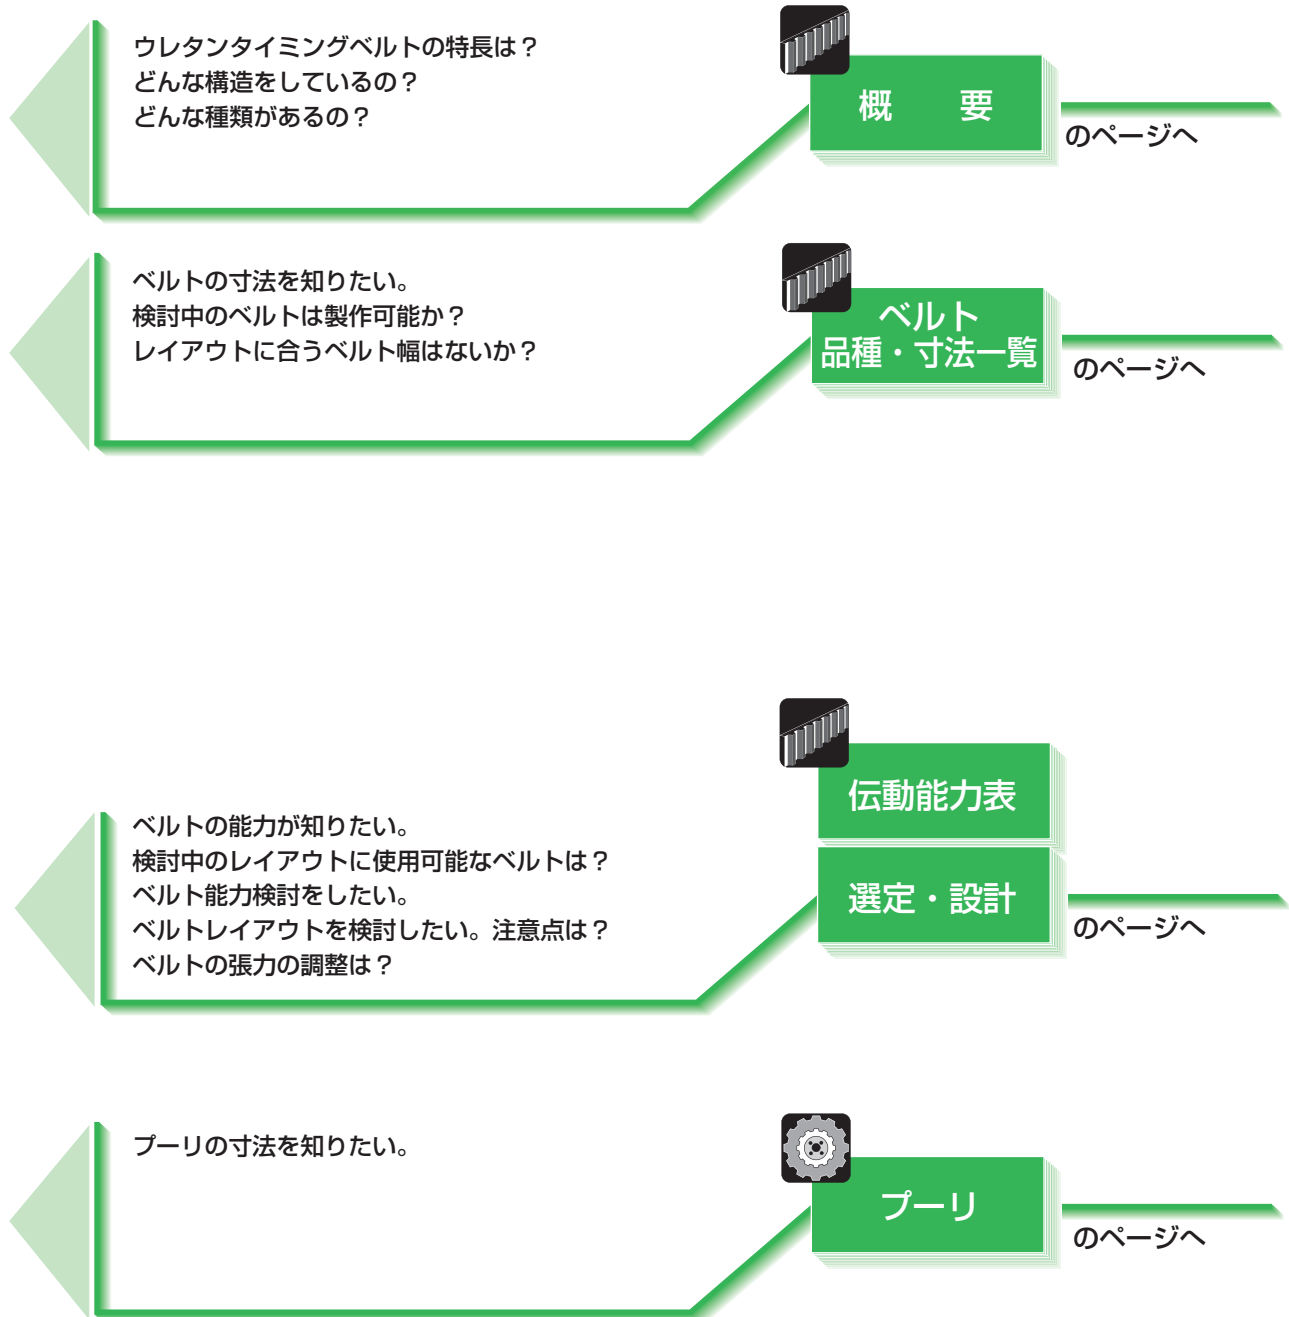 ウレタンタイミングベルトの特長は？
どんな構造をしているの？
どんな種類があるの？
概　要
のページへ
ベルトの寸法を知りたい。
検討中のベルトは製作可能か？
レイアウトに合うベルト幅はないか？
ベルト
品種・寸法一覧
のページへ
伝動能力表
ベルトの能力が知りたい。
検討中のレイアウトに使用可能なベルトは？
ベルト能力検討をしたい。
ベルトレイアウトを検討したい。注意点は？
ベルトの張力の調整は？
選定・設計
のページへ
プーリの寸法を知りたい。
プーリ
のページへ